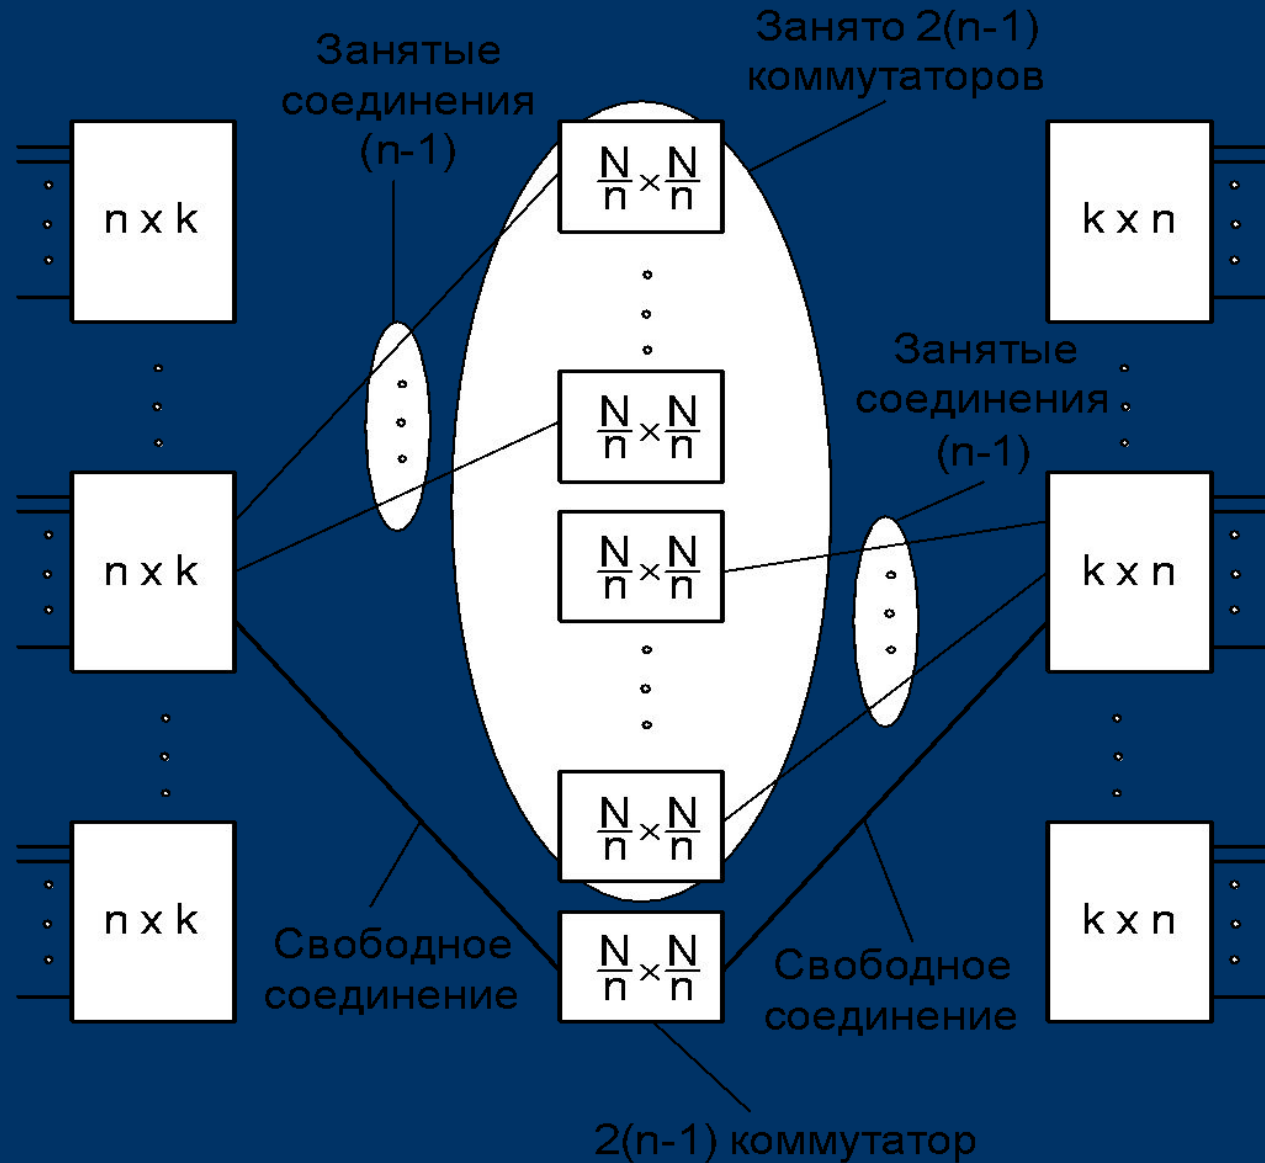 Занятые
соединения
(n-1)
Занято 2(n-1)
коммутаторов
n x k
N/n × N/n
k x n
N/n × N/n
Занятые
соединения
(n-1)
n x k
N/n × N/n
k x n
N/n × N/n
n x k
Свободное
соединение
N/n × N/n
Свободное
соединение
k x n
2(n-1) коммутатор